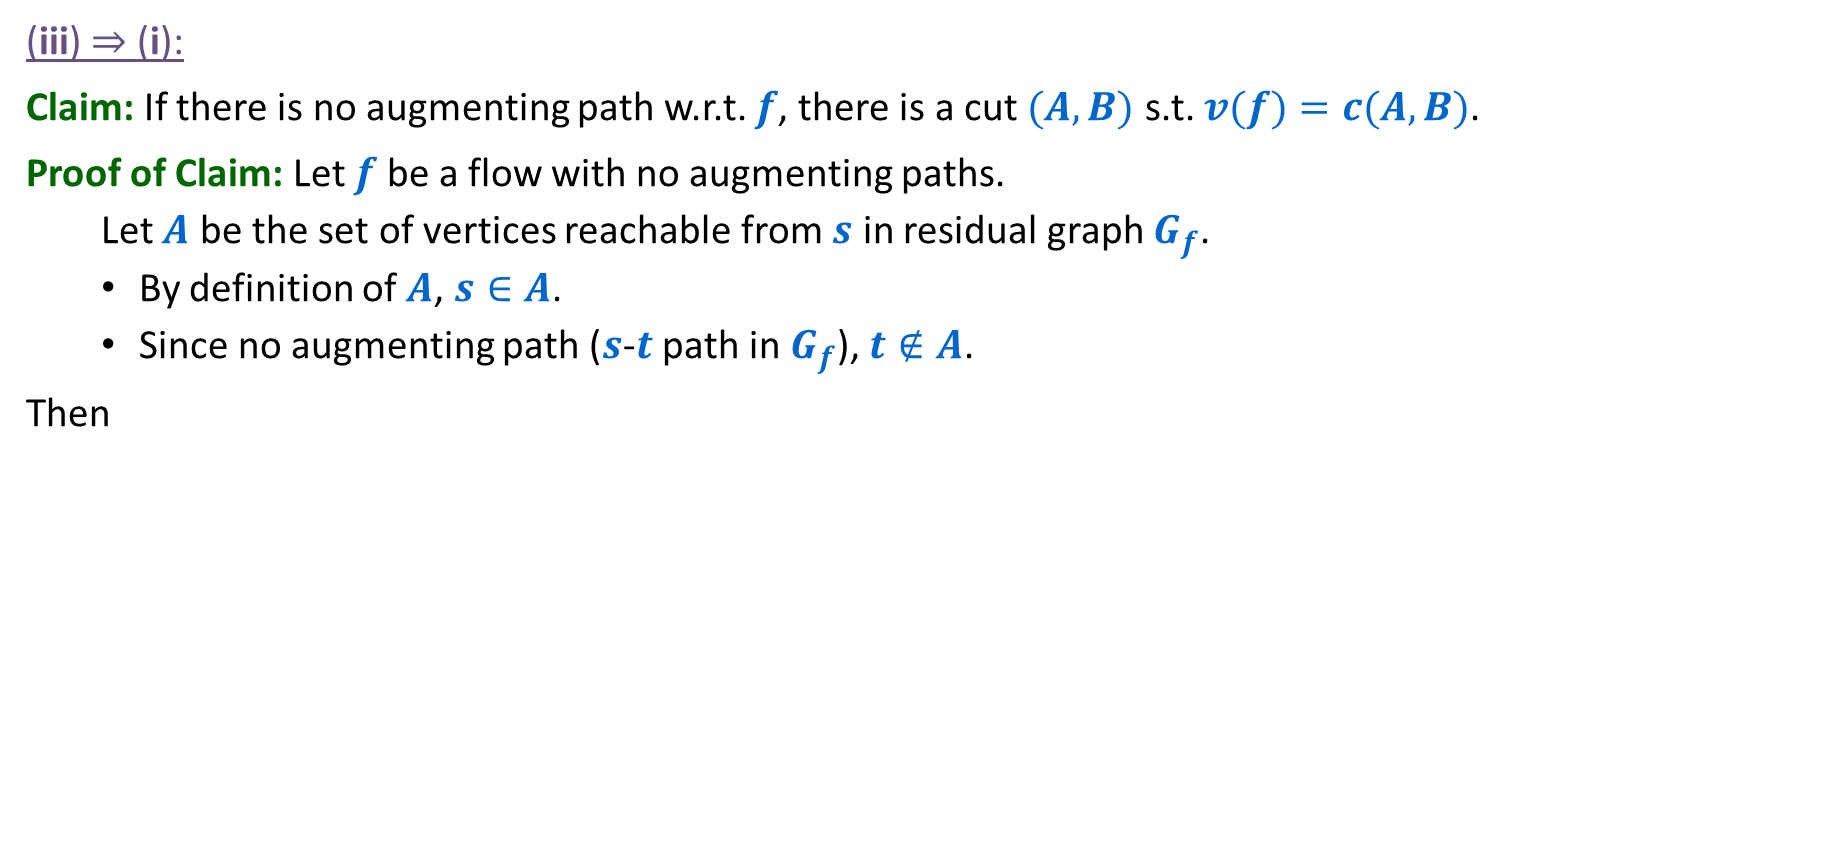 (iii) ⇒ (i):
Claim: If there is no augmenting path w.r.t. f, there is a cut (A, B) s.t. v(f) = c(A, B).
Proof of Claim: Let f be a flow with no augmenting paths.
Let A be the set of vertices reachable from s in residual graph G_f.
• By definition of A, s ∈ A.
• Since no augmenting path (s-t path in G_f), t ∉ A.
Then